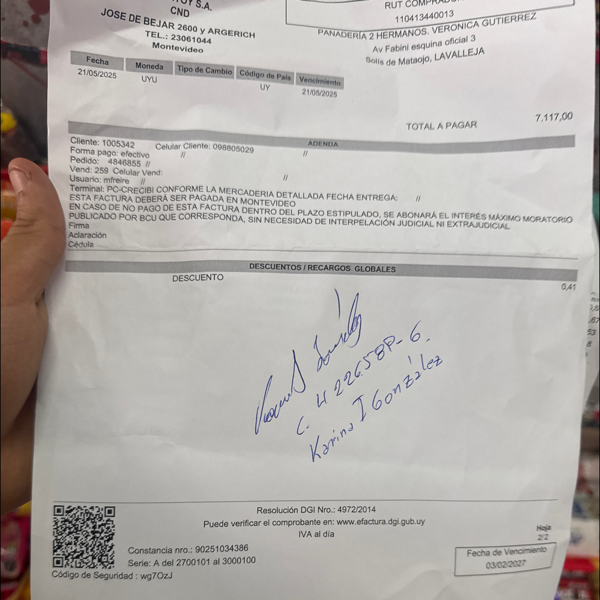 S.A.
CND
JOSE DE BEJAR 2600 y ARGERICH
TEL.: 23061044
Montevideo
RUT COMPRADOR
110413440013
PANADERÍA 2 HERMANOS. VERONICA GUTIERREZ
Av Fabini esquina oficial 3
Solis de Mataojo, LAVALLEJA
Fecha Moneda Tipo de Cambio Código de País Vencimiento
21/05/2025 UYU UY 21/05/2025
TOTAL A PAGAR 7.117,00
ADENDA
Cliente: 1005342 Celular Cliente: 098805029 //
Forma pago: efectivo //
Pedido: 4846855 //
Vend: 259 Celular Vend: //
Usuario: mfreire //
Terminal: PC-CRECIBI CONFORME LA MERCADERIA DETALLADA FECHA ENTREGA: //
ESTA FACTURA DEBERÁ SER PAGADA EN MONTEVIDEO
EN CASO DE NO PAGO DE ESTA FACTURA DENTRO DEL PLAZO ESTIPULADO, SE ABONARÁ EL INTERÉS MÁXIMO MORATORIO
PUBLICADO POR BCU QUE CORRESPONDA, SIN NECESIDAD DE INTERPELACIÓN JUDICIAL NI EXTRAJUDICIAL
Firma
Aclaración
Cédula
DESCUENTOS / RECARGOS GLOBALES
DESCUENTO 0,41
Karina I González
Resolución DGI Nro.: 4972/2014
Puede verificar el comprobante en: www.efactura.dgi.gub.uy
IVA al día
Hoja
2/2
Constancia nro.: 90251034386
Serie: A del 2700101 al 3000100
Código de Seguridad : wg7OzJ
Fecha de Vencimiento
03/02/2027